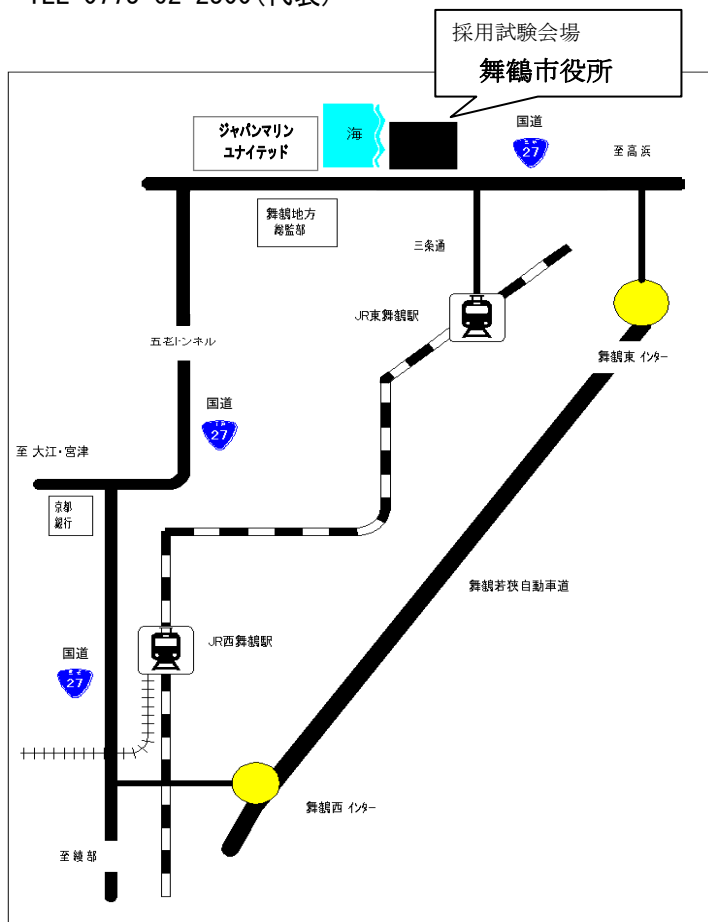 TEL 0773-62-2300(代表)
採用試験会場
舞鶴市役所
ジャパンマリン
ユナイテッド
海
国道
27
至高浜
舞鶴地方
総監部
三条通
JR東舞鶴駅
五老トンネル
舞鶴東 インター
国道
27
至 大江・宮津
京都
銀行
舞鶴若狭自動車道
JR西舞鶴駅
国道
27
舞鶴西 インター
至綾部